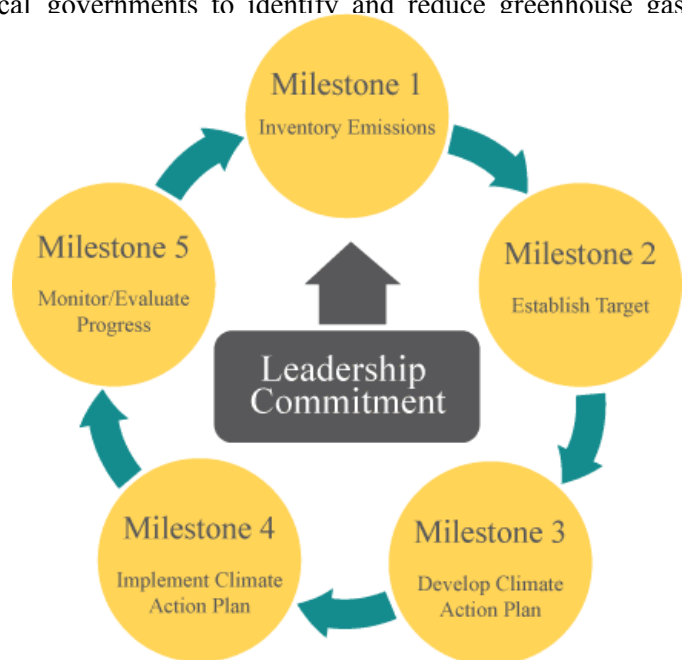 governments to identify and reduce greenhouse gas
Milestone 1
Inventory Emissions
Milestone 2
Establish Target
Milestone 3
Develop Climate
Action Plan
Milestone 4
Implement Climate
Action Plan
Milestone 5
Monitor/Evaluate
Progress
Leadership
Commitment